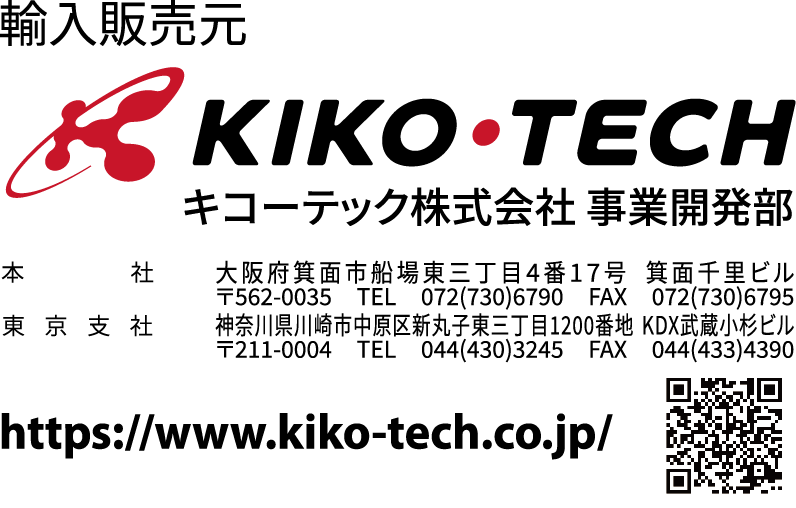 輸入販売元
KIKO・TECH
キコーテック株式会社 事業開発部
本社 大阪府箕面市船場東三丁目4番17号 箕面千里ビル
〒562-0035 TEL 072(730)6790 FAX 072(730)6795
東京支社 神奈川県川崎市中原区新丸子東三丁目1200番地 KDX武蔵小杉ビル
〒211-0004 TEL 044(430)3245 FAX 044(433)4390
https://www.kiko-tech.co.jp/